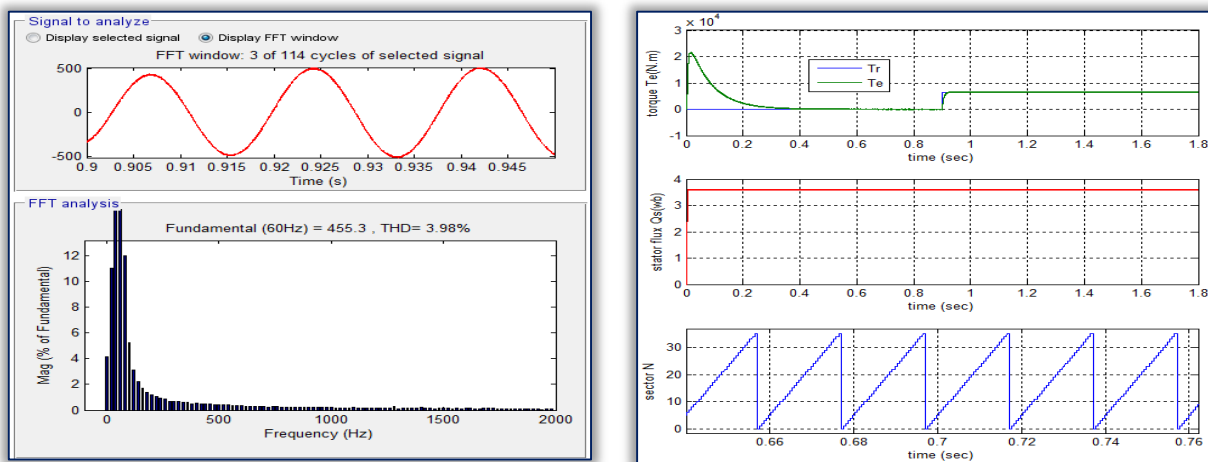 Signal to analyze
Display selected signal Display FFT window
FFT window: 3 of 114 cycles of selected signal
500
0
-500
0.9 0.905 0.91 0.915 0.92 0.925 0.93 0.935 0.94 0.945
Time (s)
FFT analysis
Fundamental (60Hz) = 455.3 , THD= 3.98%
Mag (% of Fundamental)
12
10
8
6
4
2
0
0 500 1000 1500 2000
Frequency (Hz)
x 10^4
torque Te(N.m)
3
2
1
0
-1
Tr
Te
0 0.2 0.4 0.6 0.8 1 1.2 1.4 1.6 1.8
time (sec)
stator flux Qs(wb)
4
3
2
1
0
0 0.2 0.4 0.6 0.8 1 1.2 1.4 1.6 1.8
time (sec)
sector N
30
20
10
0
0.66 0.68 0.7 0.72 0.74 0.76
time (sec)